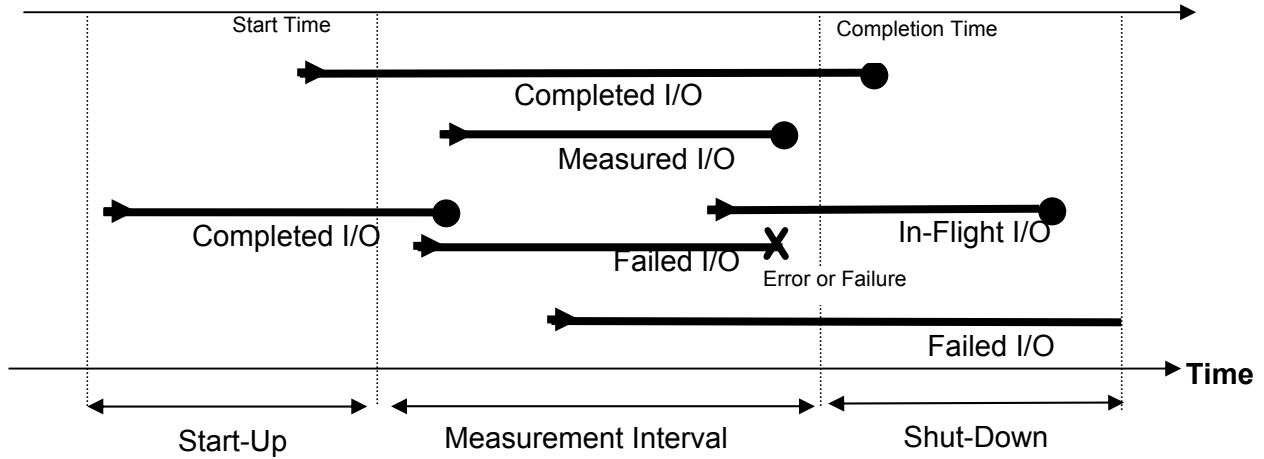 Start Time
Completion Time
Completed I/O
Measured I/O
Completed I/O
In-Flight I/O
Failed I/O
Error or Failure
Failed I/O
Time
Start-Up
Measurement Interval
Shut-Down